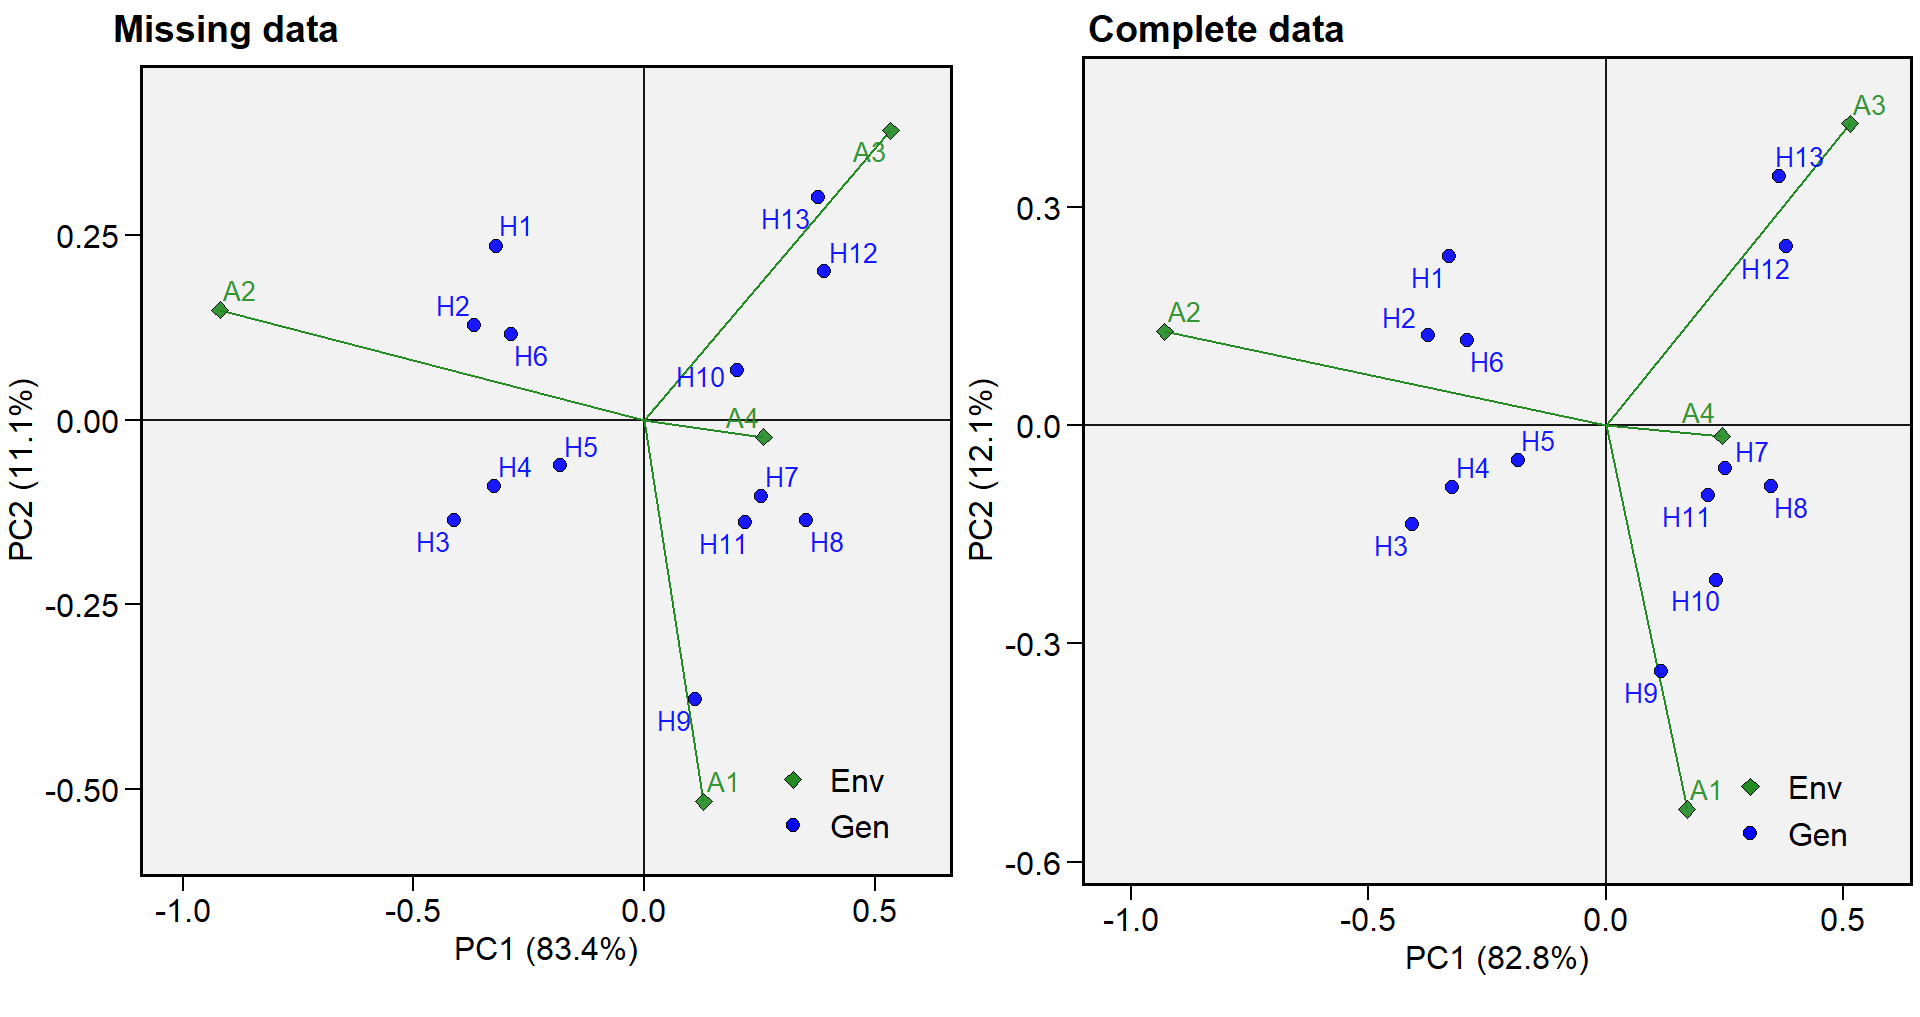 Missing data
A3
H13
H1
H12
A2
H2
H6
H10
A4
H5
H4
H7
H3
H11
H8
H9
A1
Env
Gen
0.25
0.00
-0.25
-0.50
-1.0
-0.5
0.0
0.5
PC1 (83.4%)
PC2 (11.1%)
Complete data
A3
H13
H12
H1
A2
H2
H6
A4
H5
H7
H4
H8
H11
H3
H10
H9
A1
Env
Gen
0.3
0.0
-0.3
-0.6
-1.0
-0.5
0.0
0.5
PC1 (82.8%)
PC2 (12.1%)